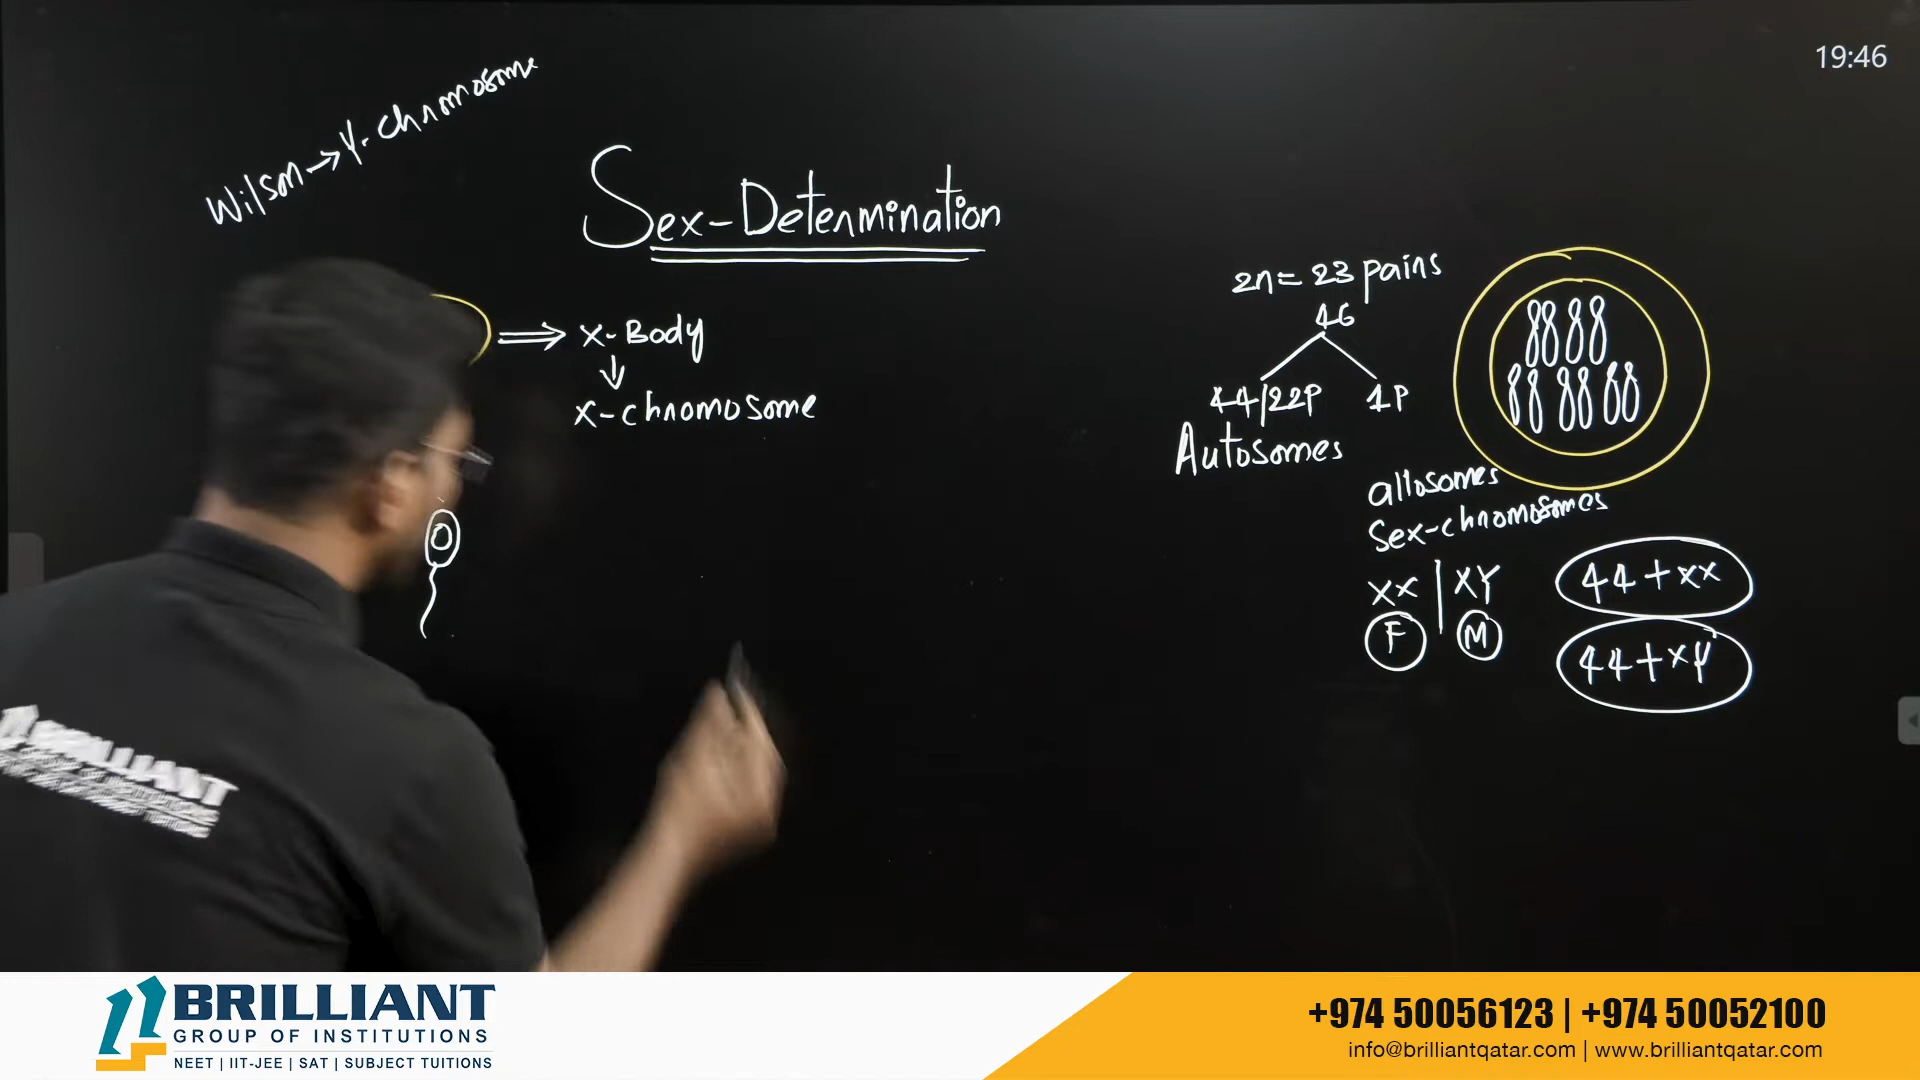 19:46
Wilson → Y-chromosome
Sex-Determination
⇒ x-Body
↓
x-chromosome
2n = 23 pairs
46
44/22P 1P
Autosomes
allosomes
Sex-chromosomes
XX | XY
F M
44+xx
44+xy
BRILLIANT
BRILLIANT
GROUP OF INSTITUTIONS
NEET | IIT-JEE | SAT | SUBJECT TUITIONS
+974 50056123 | +974 50052100
info@brilliantqatar.com | www.brilliantqatar.com